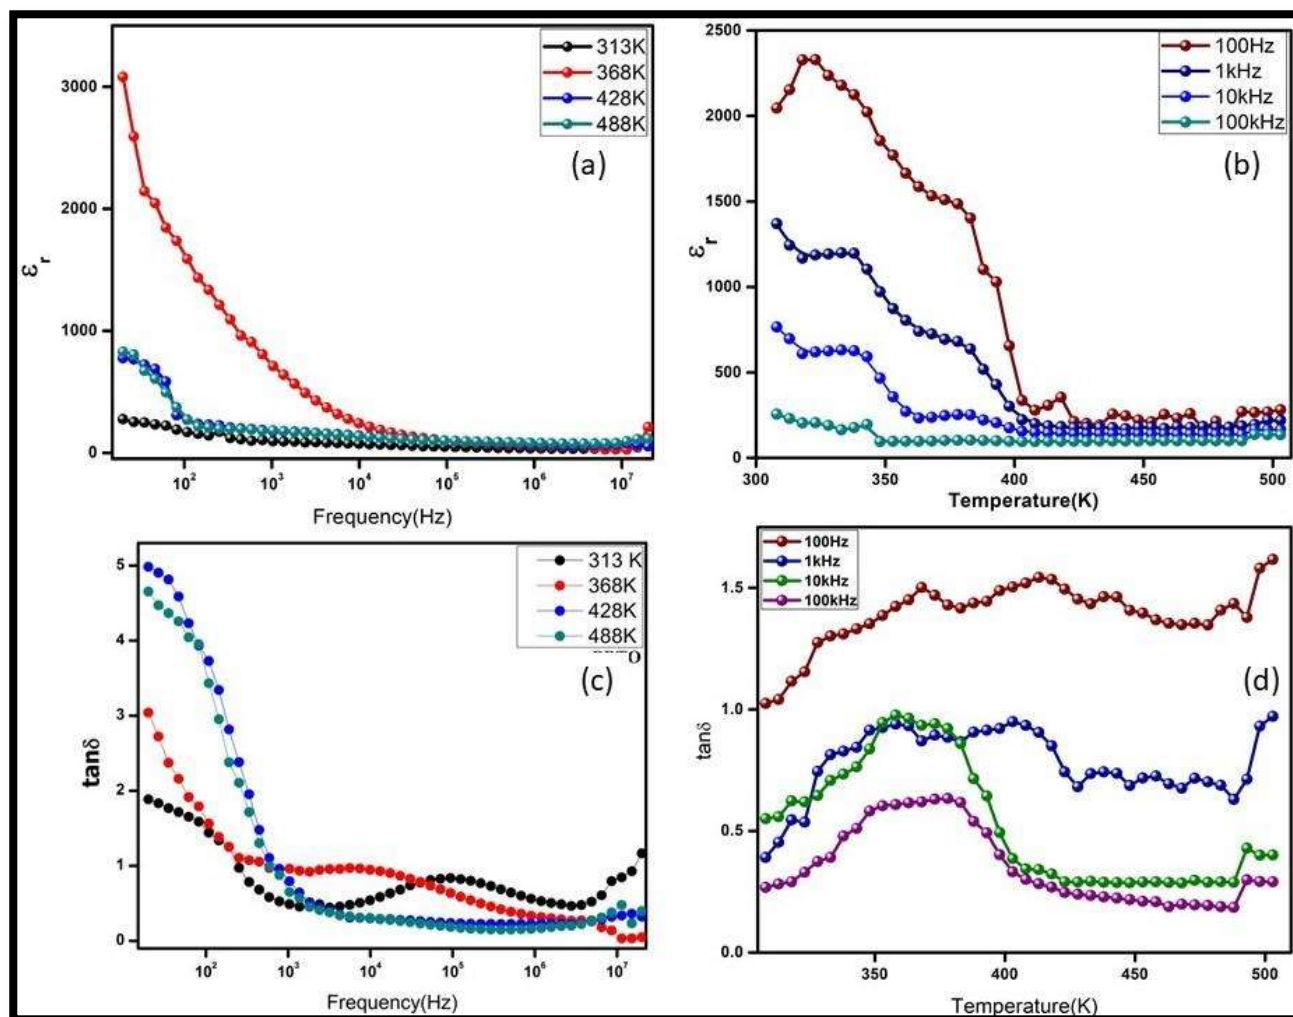 313K
368K
428K
488K
(a)
3000
2000
1000
0
εr
10² 10³ 10⁴ 10⁵ 10⁶ 10⁷
Frequency(Hz)
100Hz
1kHz
10kHz
100kHz
(b)
2500
2000
1500
1000
500
0
εr
300 350 400 450 500
Temperature(K)
313 K
368K
428K
488K
(c)
5
4
3
2
1
0
tanδ
10² 10³ 10⁴ 10⁵ 10⁶ 10⁷
Frequency(Hz)
100Hz
1kHz
10kHz
100kHz
(d)
1.5
1.0
0.5
0.0
tanδ
350 400 450 500
Temperature(K)